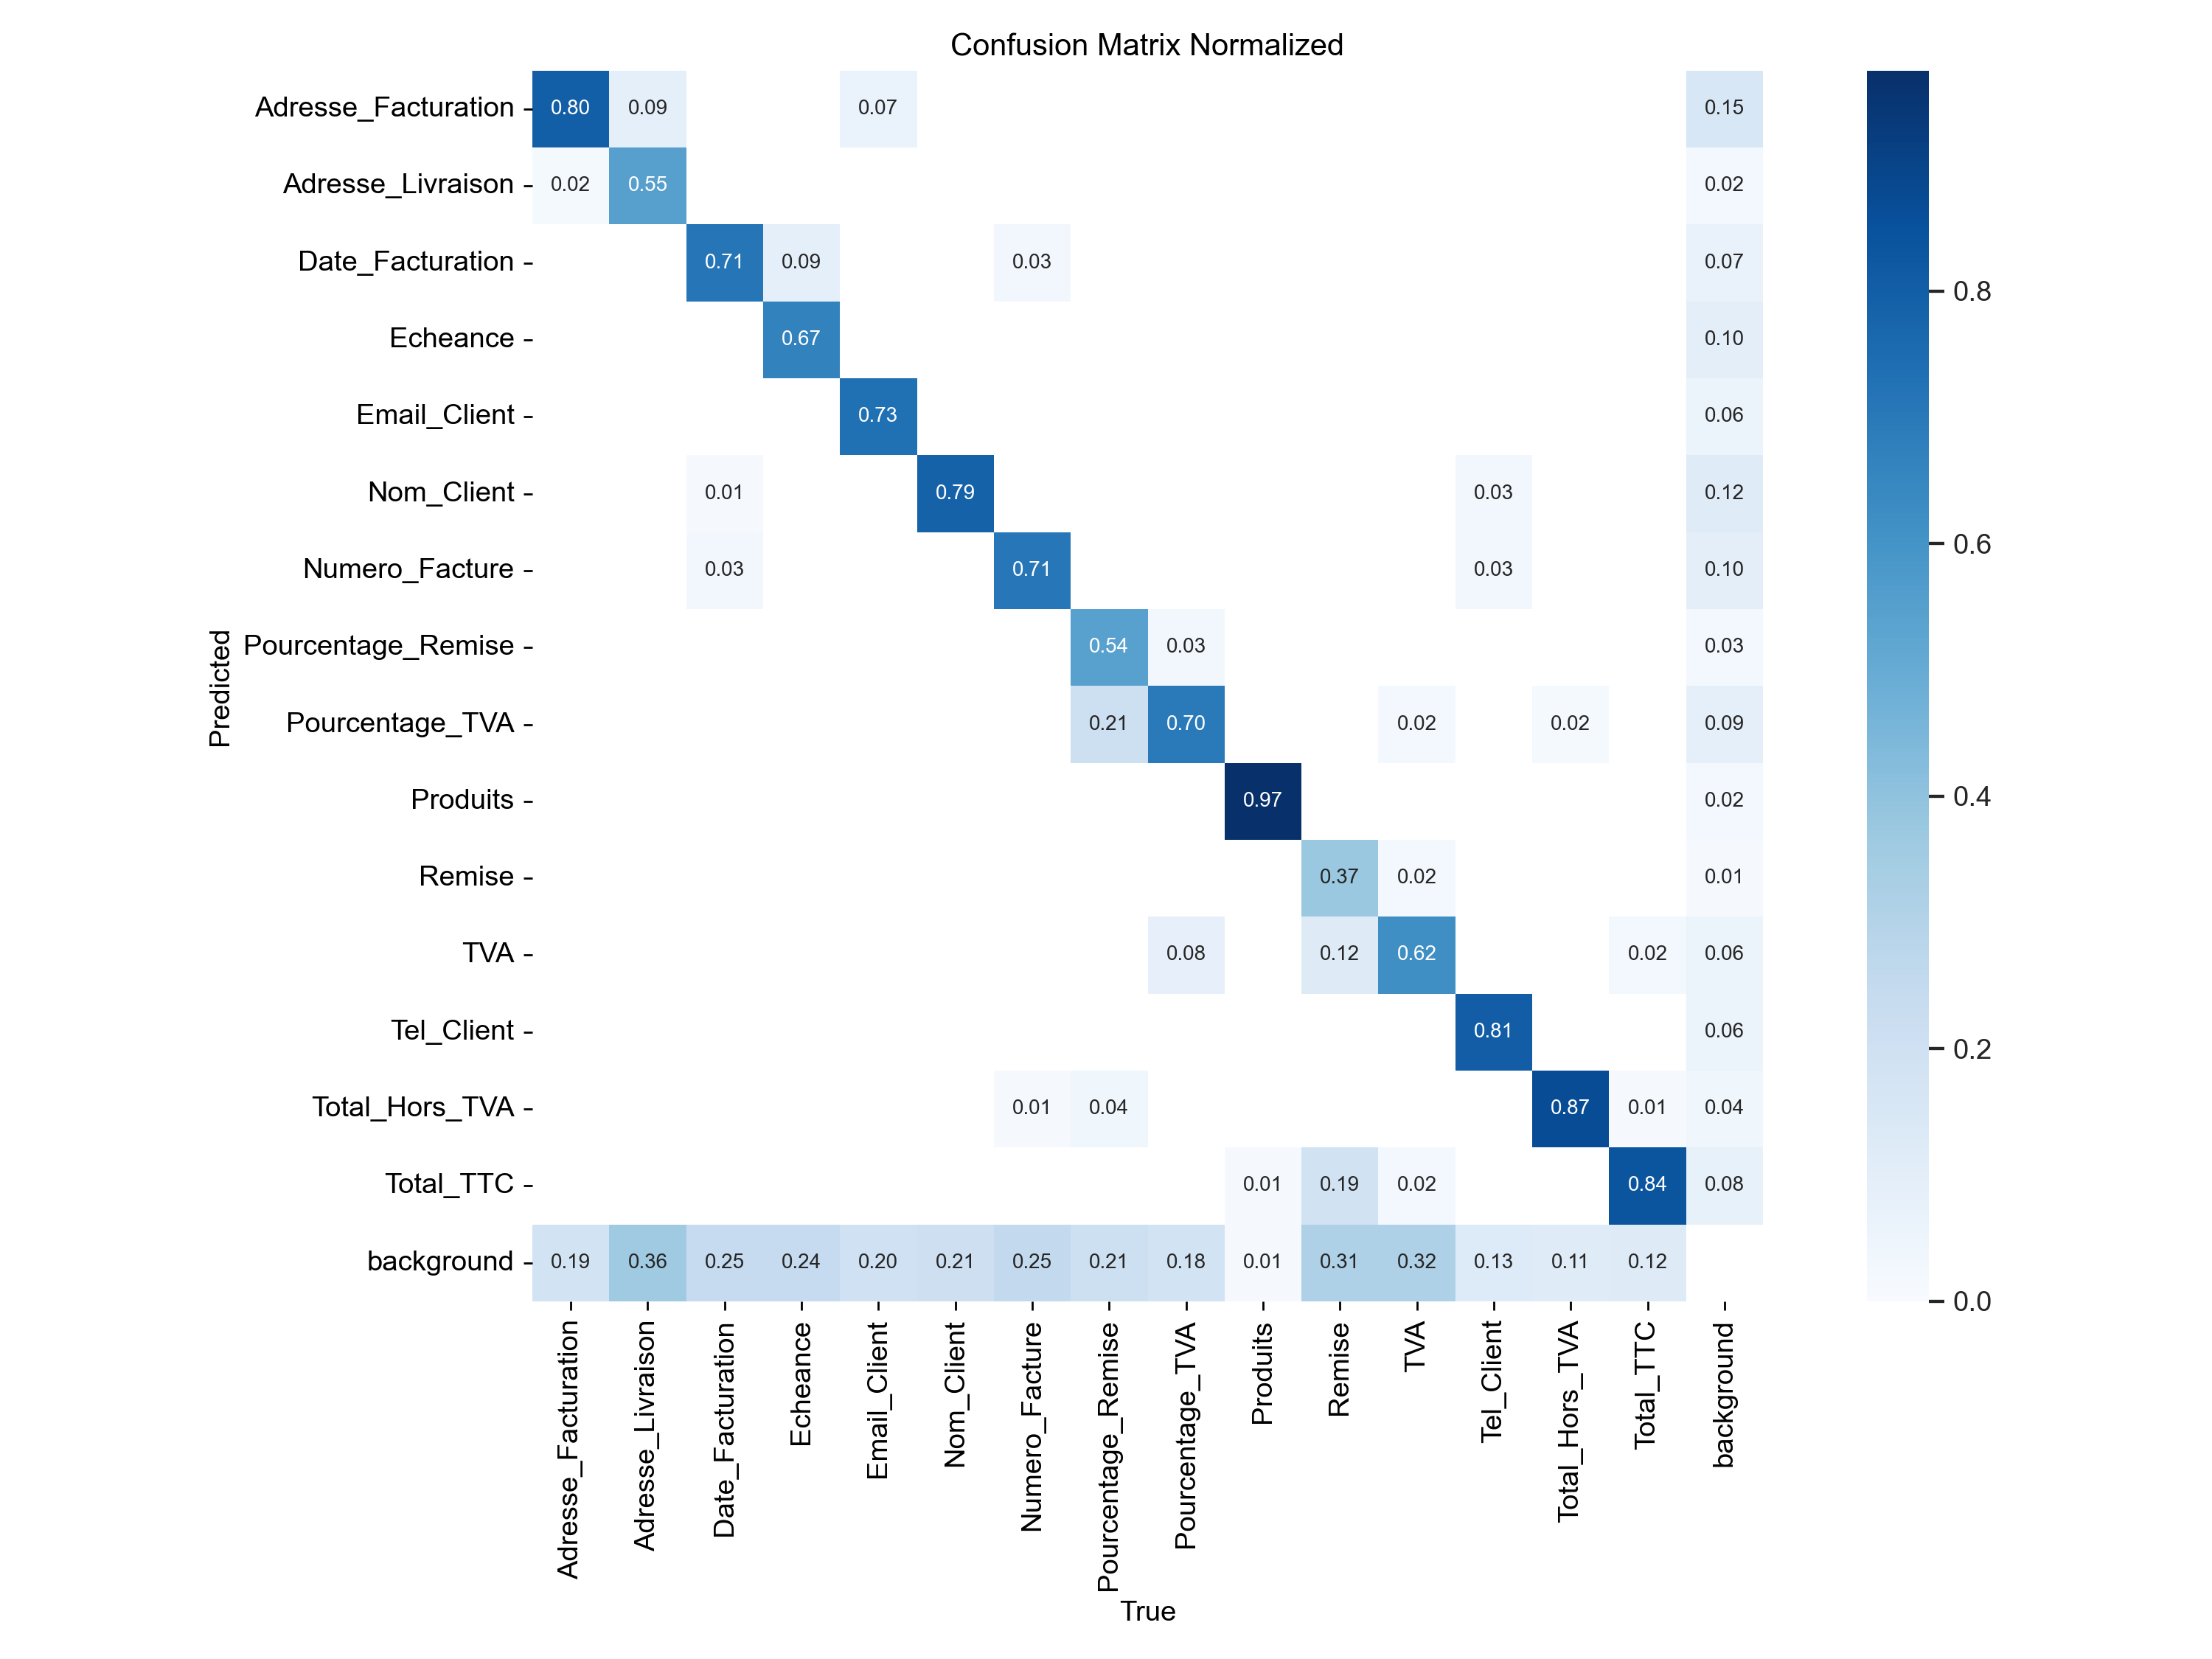 Confusion Matrix Normalized
Adresse_Facturation 0.80 0.09 0.07 0.15
Adresse_Livraison 0.02 0.55 0.02
Date_Facturation 0.71 0.09 0.03 0.07
Echeance 0.67 0.10
Email_Client 0.73 0.06
Nom_Client 0.01 0.79 0.03 0.12
Numero_Facture 0.03 0.71 0.03 0.10
Pourcentage_Remise 0.54 0.03 0.03
Pourcentage_TVA 0.21 0.70 0.02 0.02 0.09
Produits 0.97 0.02
Remise 0.37 0.02 0.01
TVA 0.08 0.12 0.62 0.02 0.06
Tel_Client 0.81 0.06
Total_Hors_TVA 0.01 0.04 0.87 0.01 0.04
Total_TTC 0.01 0.19 0.02 0.84 0.08
background 0.19 0.36 0.25 0.24 0.20 0.21 0.25 0.21 0.18 0.01 0.31 0.32 0.13 0.11 0.12
Predicted
Adresse_Facturation
Adresse_Livraison
Date_Facturation
Echeance
Email_Client
Nom_Client
Numero_Facture
Pourcentage_Remise
Pourcentage_TVA
Produits
Remise
TVA
Tel_Client
Total_Hors_TVA
Total_TTC
background
True
0.8
0.6
0.4
0.2
0.0